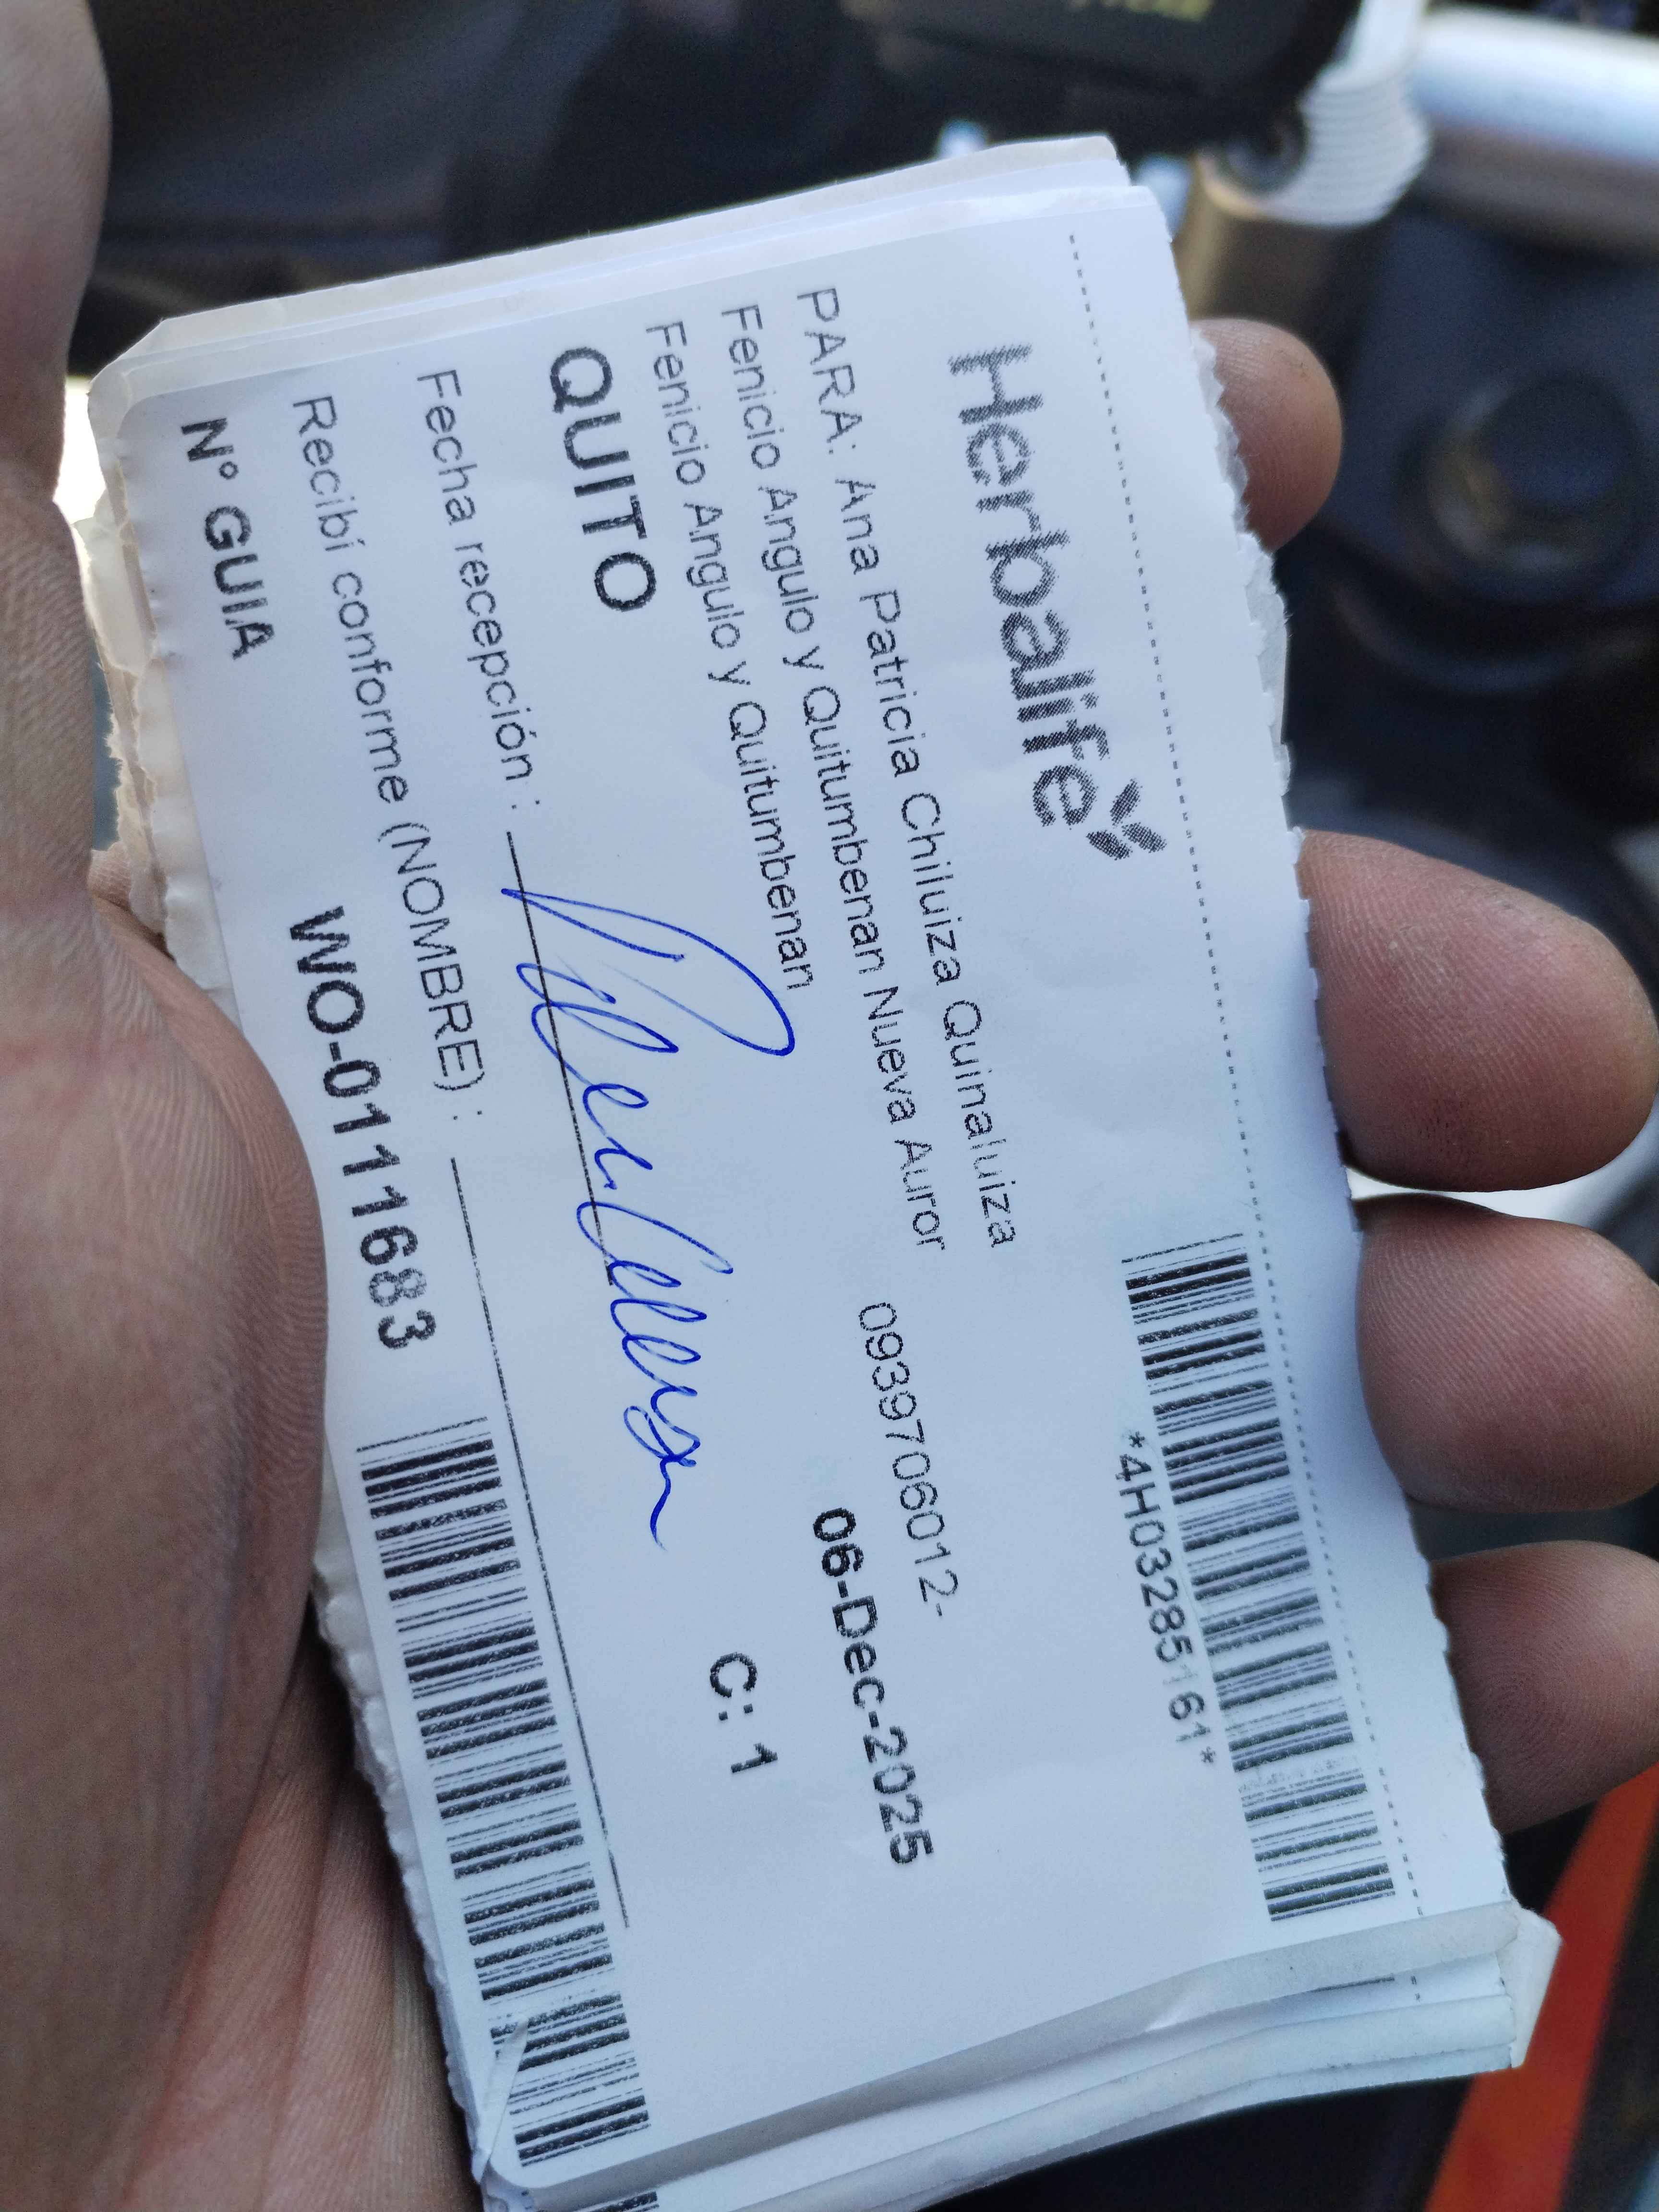 Herbalife
*4H03285161*
PARA: Ana Patricia Chiluiza Quinaluiza
Fenicio Angulo y Quitumbenan Nueva Auror 0939706012-
Fenicio Angulo y Quitumbenan
06-Dec-2025
QUITO
C: 1
Fecha recepción :
Recibí conforme (NOMBRE) :
N° GUIA WO-0111683